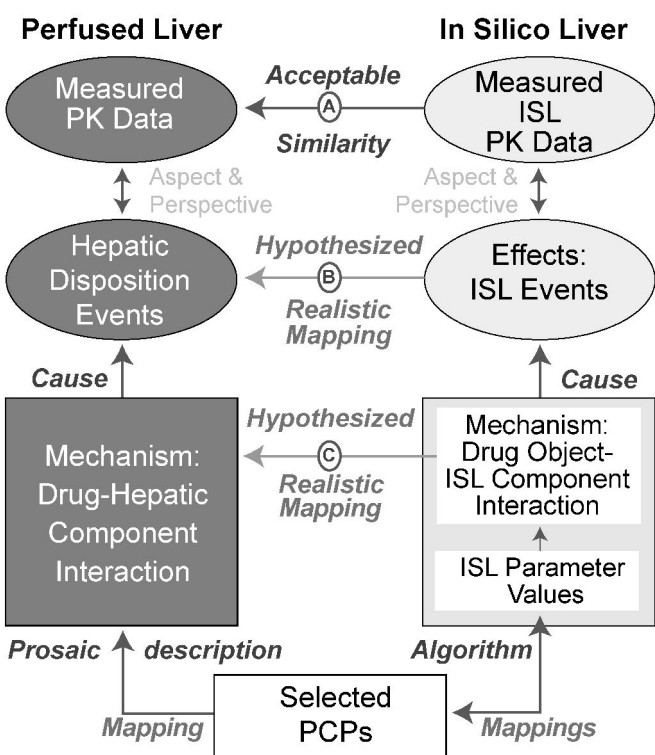 Perfused Liver
In Silico Liver
Measured
PK Data
Acceptable
A
Similarity
Measured
ISL
PK Data
Aspect &
Perspective
Aspect &
Perspective
Hepatic
Disposition
Events
Hypothesized
B
Realistic
Mapping
Effects:
ISL Events
Cause
Cause
Mechanism:
Drug-Hepatic
Component
Interaction
Hypothesized
C
Realistic
Mapping
Mechanism:
Drug Object-
ISL Component
Interaction
ISL Parameter
Values
Prosaic description
Algorithm
Mapping
Selected
PCPs
Mappings